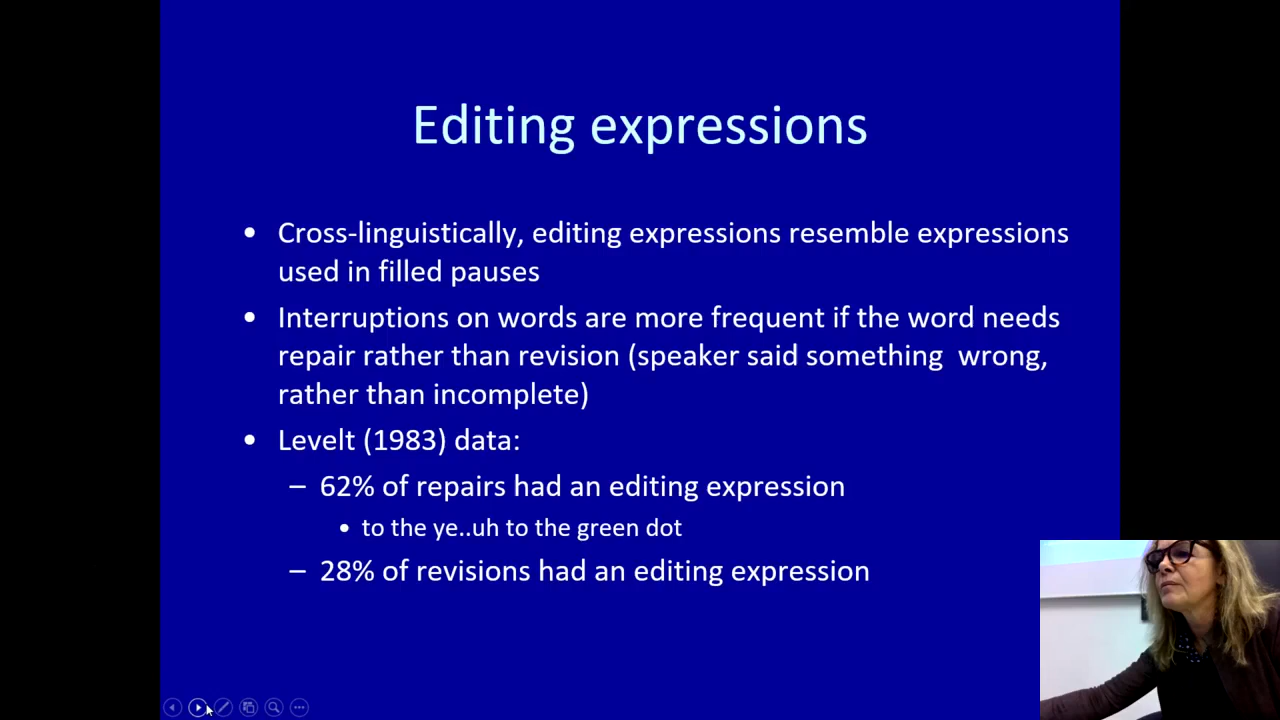 Editing expressions
• Cross-linguistically, editing expressions resemble expressions
used in filled pauses
• Interruptions on words are more frequent if the word needs
repair rather than revision (speaker said something  wrong,
rather than incomplete)
• Levelt (1983) data:
– 62% of repairs had an editing expression
• to the ye..uh to the green dot
– 28% of revisions had an editing expression